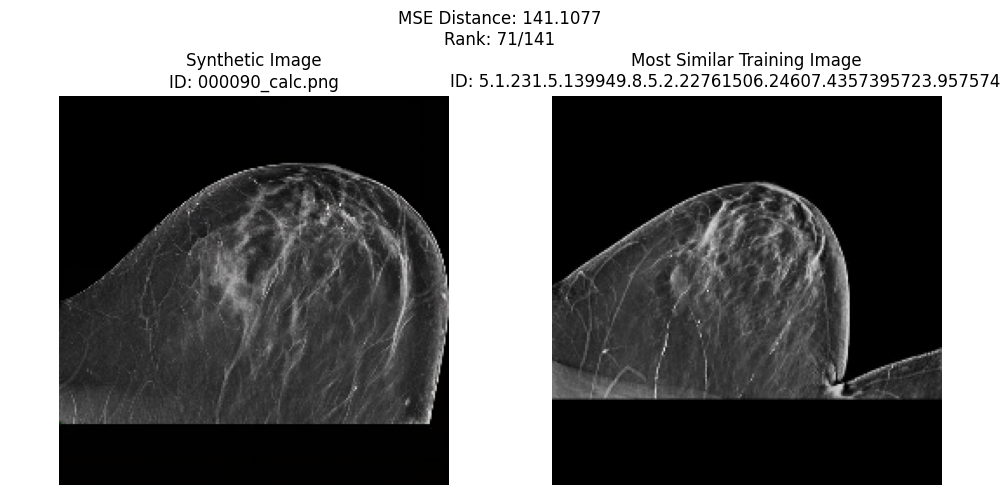 MSE Distance: 141.1077
Rank: 71/141
Synthetic Image
ID: 000090_calc.png
Most Similar Training Image
ID: 5.1.231.5.139949.8.5.2.22761506.24607.4357395723.957574